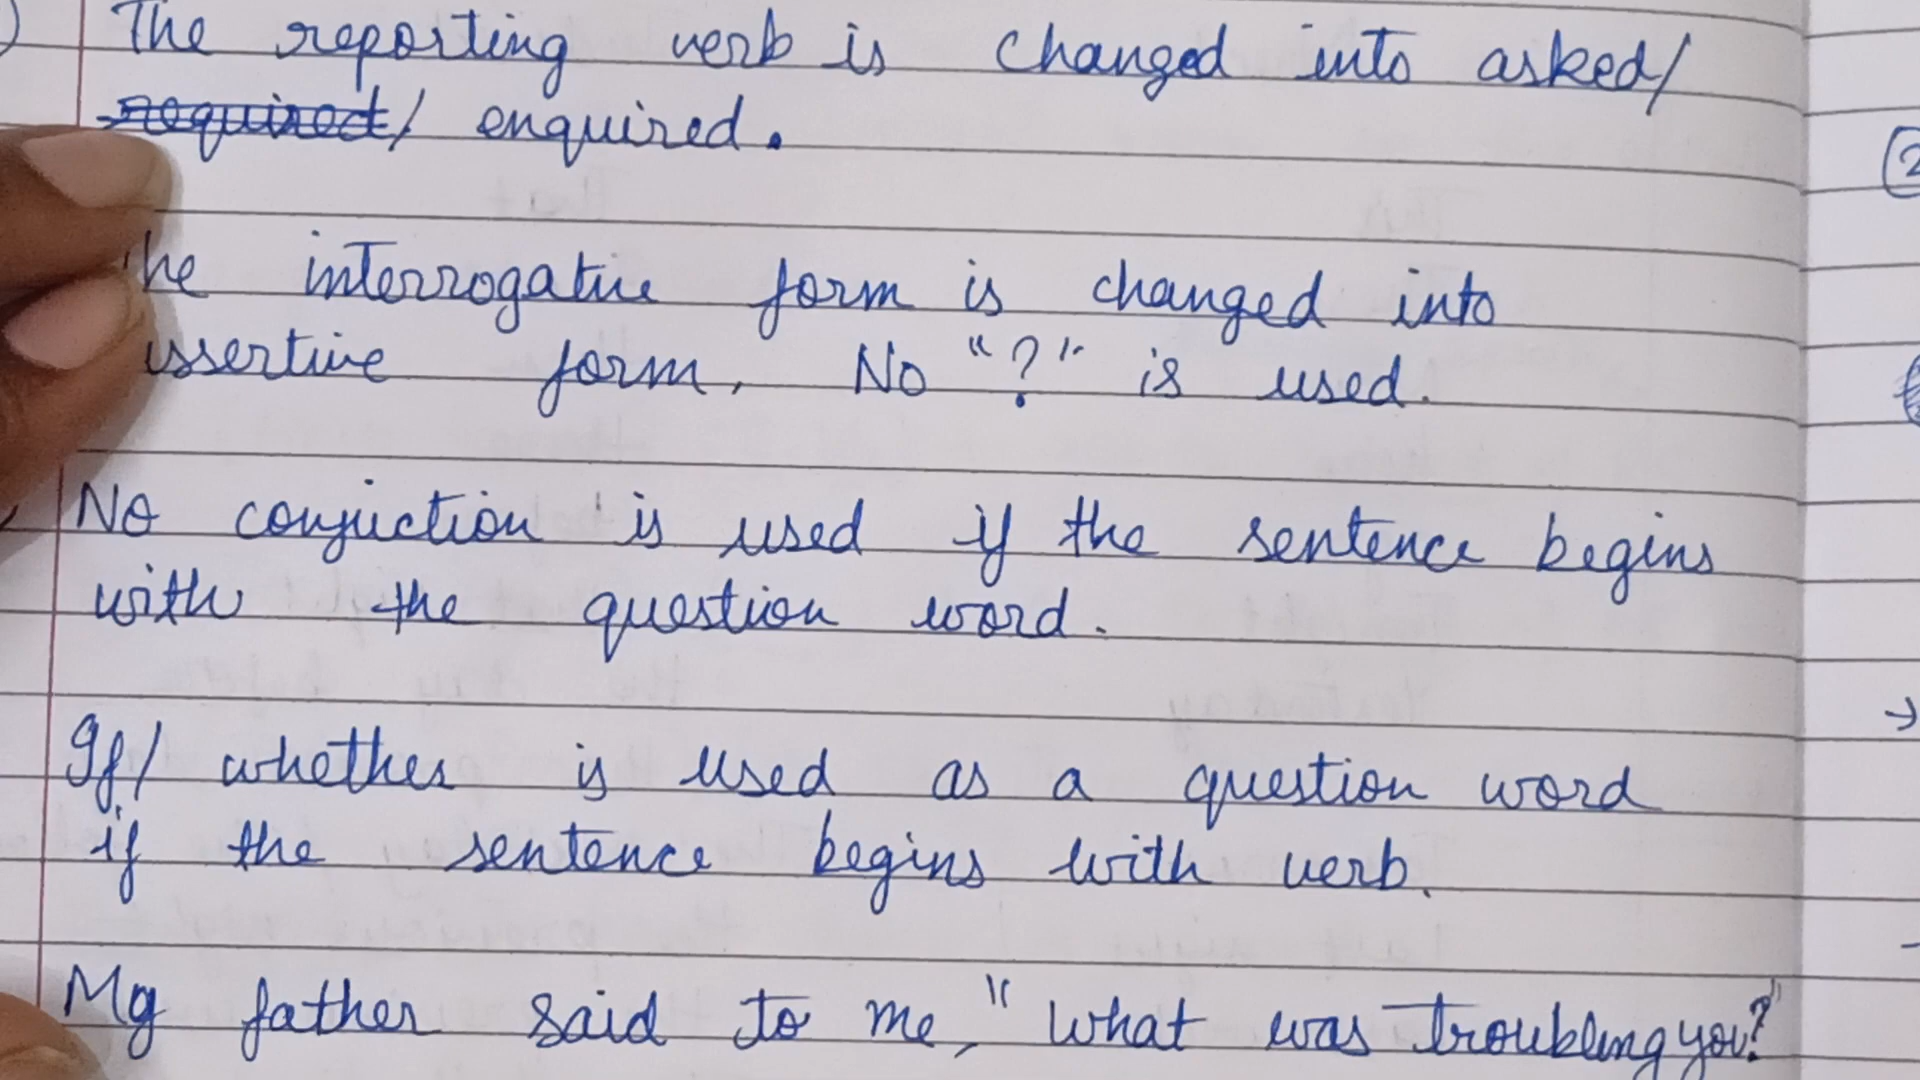 The reporting verb is changed into asked/
required/ enquired.
he interrogative form is changed into
ssertive form. No "?" is used.
No conjuction is used if the sentence begins
with the question word.
If/ whether is used as a question word
if the sentence begins with verb.
My father said to me, "What was troubling you?"